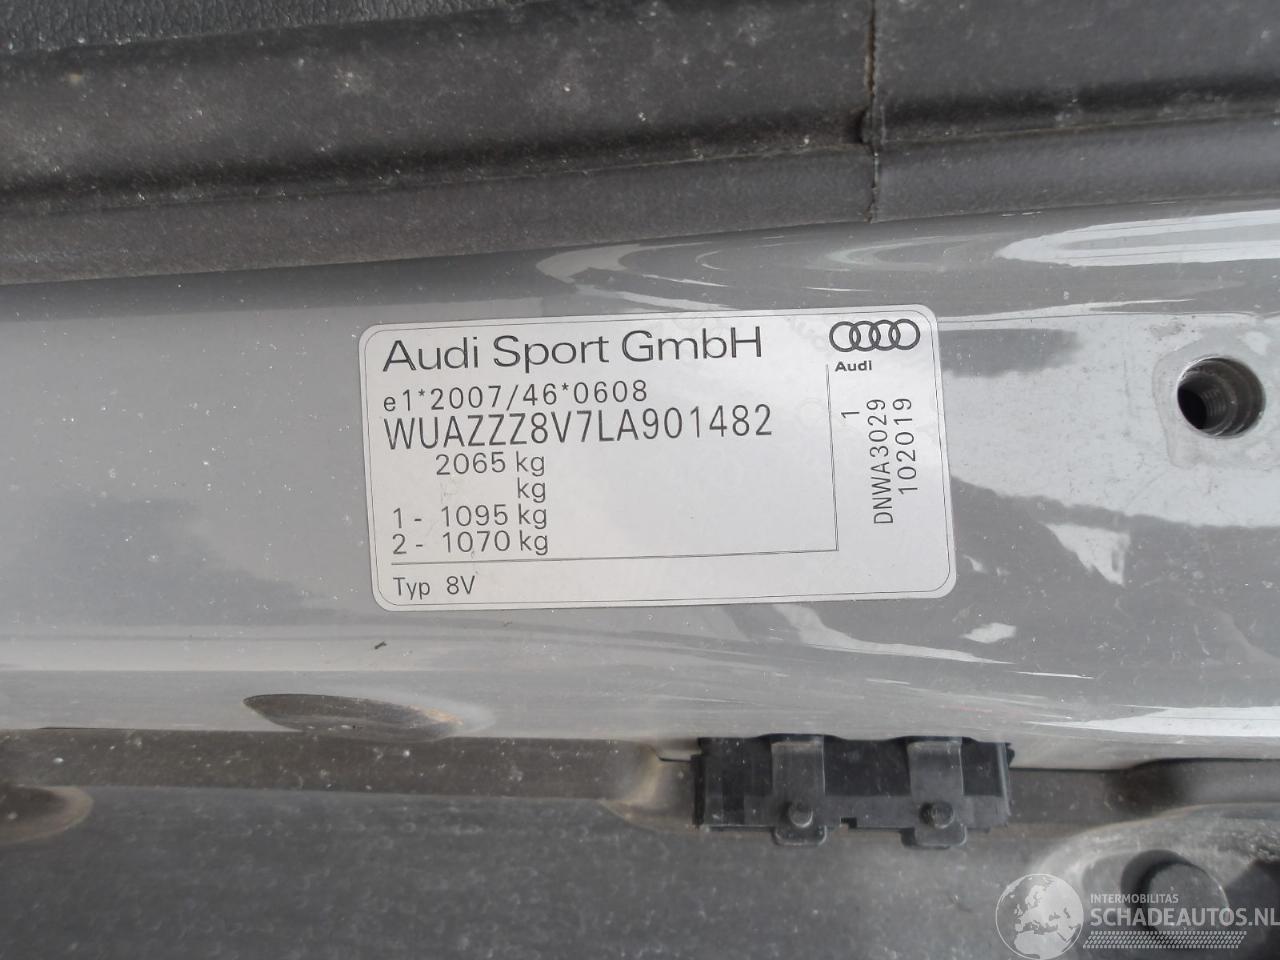 Audi Sport GmbH
Audi
e1*2007/46*0608
WUAZZZ8V7LA901482
2065 kg
kg
1 - 1095 kg
2 - 1070 kg
Typ 8V
1
DNWA3029
102019
INTERMOBILITAS
SCHADEAUTOS.NL